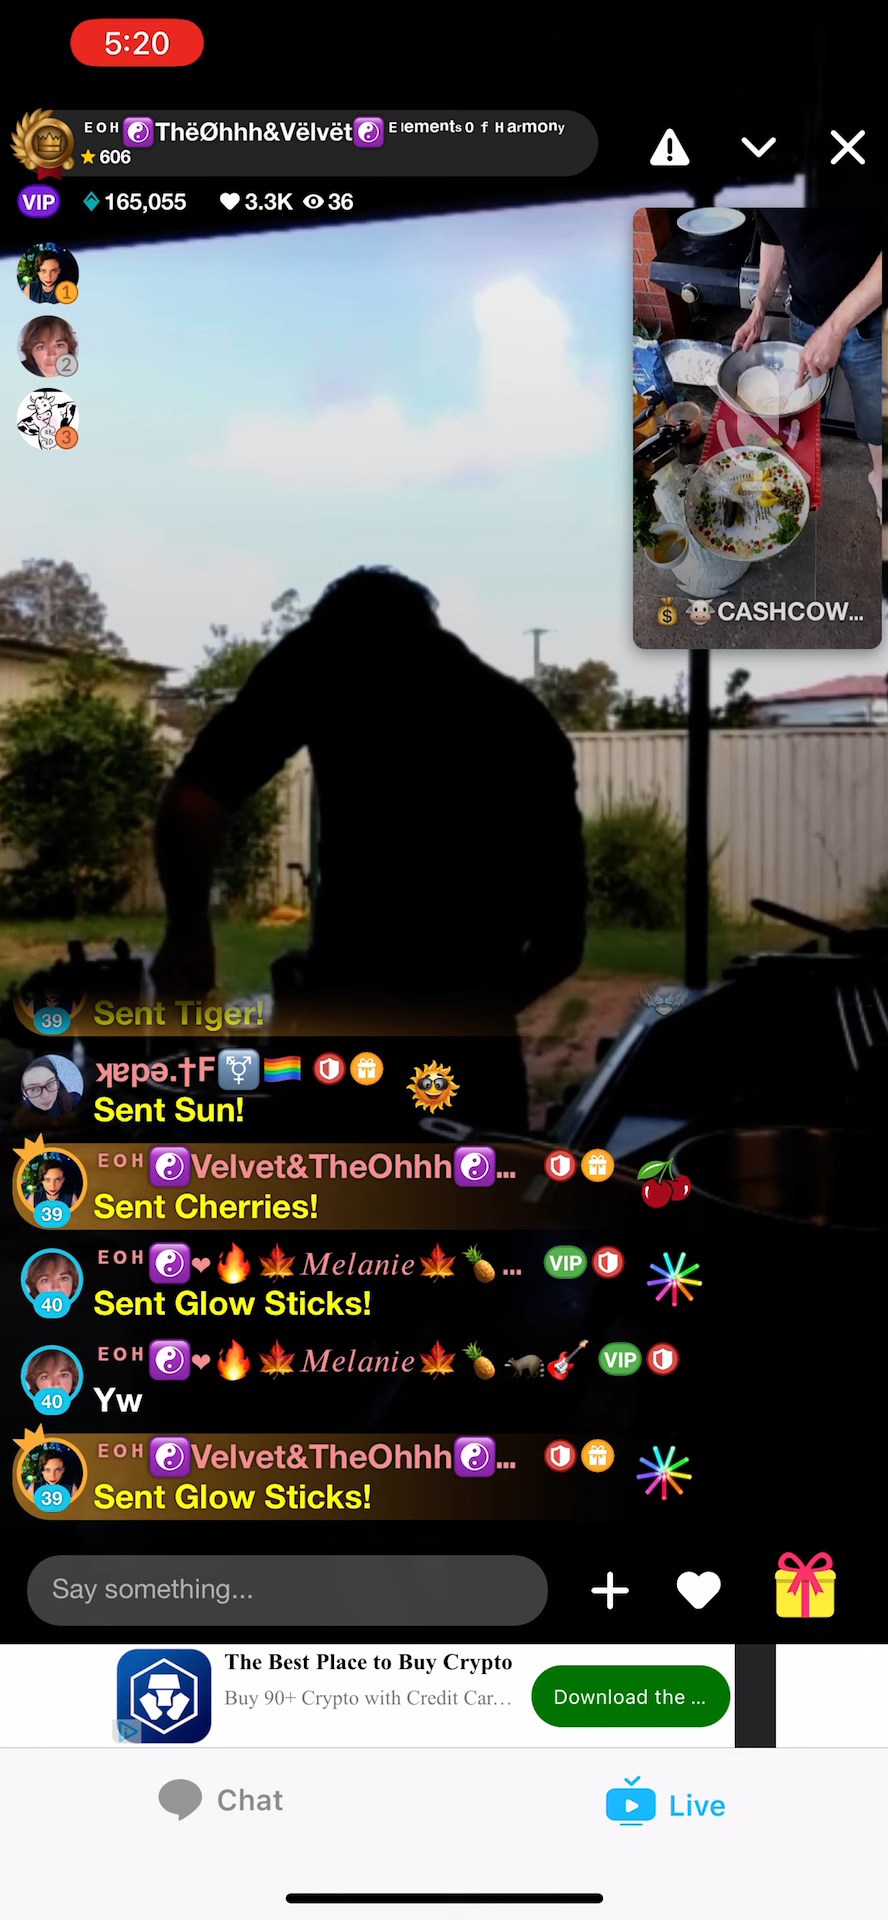 5:20
EOH☯ThëØhhh&Vëlvët☯ Elements Of Harmony
606
VIP 165,055 3.3K 36
1
2
3
💰🐮CASHCOW...
39 Sent Tiger!
ʞɐpǝ.†F⚧🏳️‍🌈
Sent Sun!
EOH☯Velvet&TheOhhh☯...
39 Sent Cherries!
EOH☯❤🔥🍁Melanie🍁🍍... VIP
40 Sent Glow Sticks!
EOH☯❤🔥🍁Melanie🍁🍍🦝🎸 VIP
40 Yw
EOH☯Velvet&TheOhhh☯...
39 Sent Glow Sticks!
Say something...
The Best Place to Buy Crypto
Buy 90+ Crypto with Credit Car...
Download the ...
Chat
Live